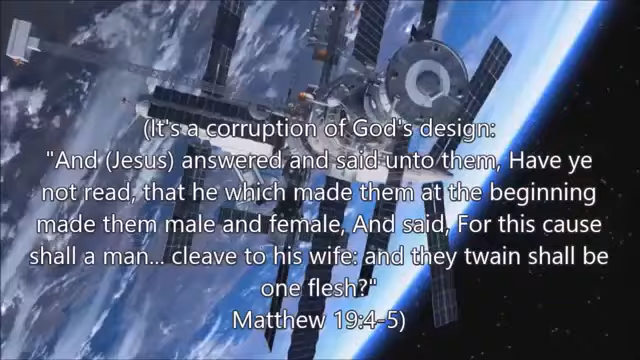 (It's a corruption of God's design:
"And (Jesus) answered and said unto them, Have ye
not read, that he which made them at the beginning
made them male and female, And said, For this cause
shall a man... cleave to his wife: and they twain shall be
one flesh?"
Matthew 19:4-5)